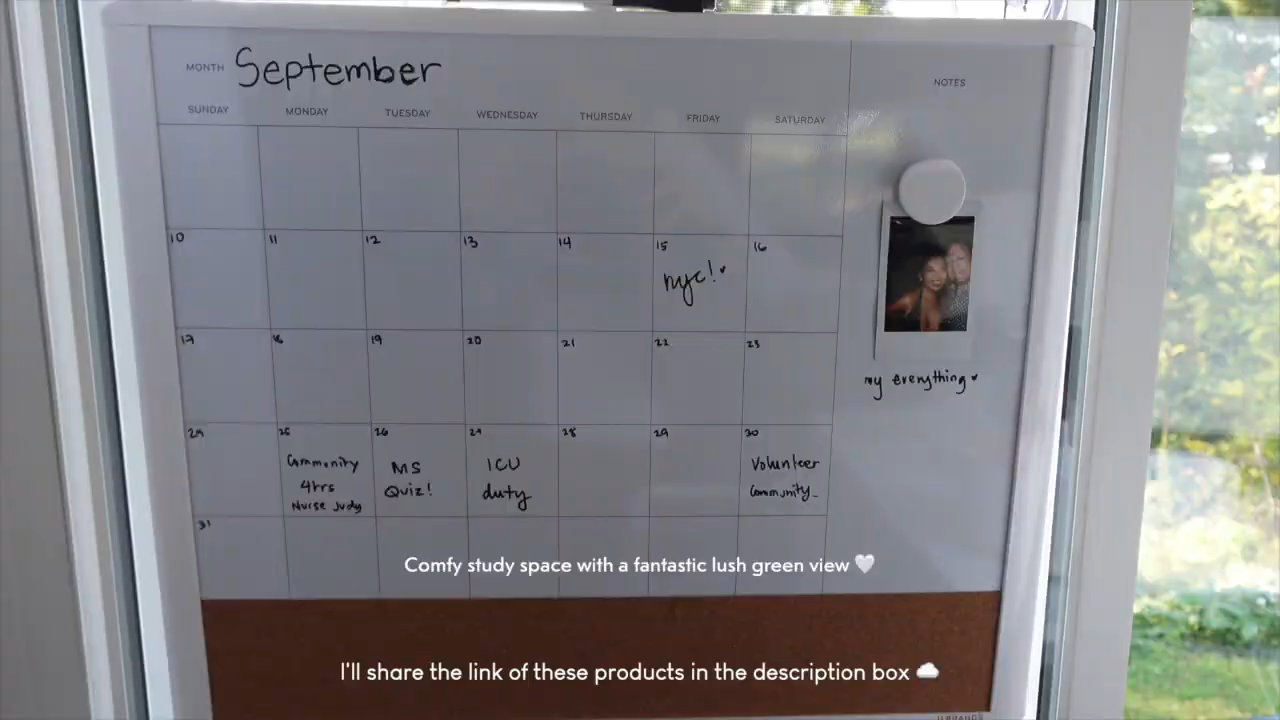 MONTH September
NOTES
SUNDAY MONDAY TUESDAY WEDNESDAY THURSDAY FRIDAY SATURDAY
10 11 12 13 14 15 16
nyc!
17 18 19 20 21 22 23
my everything
24 25 26 27 28 29 30
Community
4hrs
Nurse Judy
MS
Quiz!
ICU
duty
Volunteer
Community
31
Comfy study space with a fantastic lush green view 🤍
I'll share the link of these products in the description box ☁️
U BRANDS